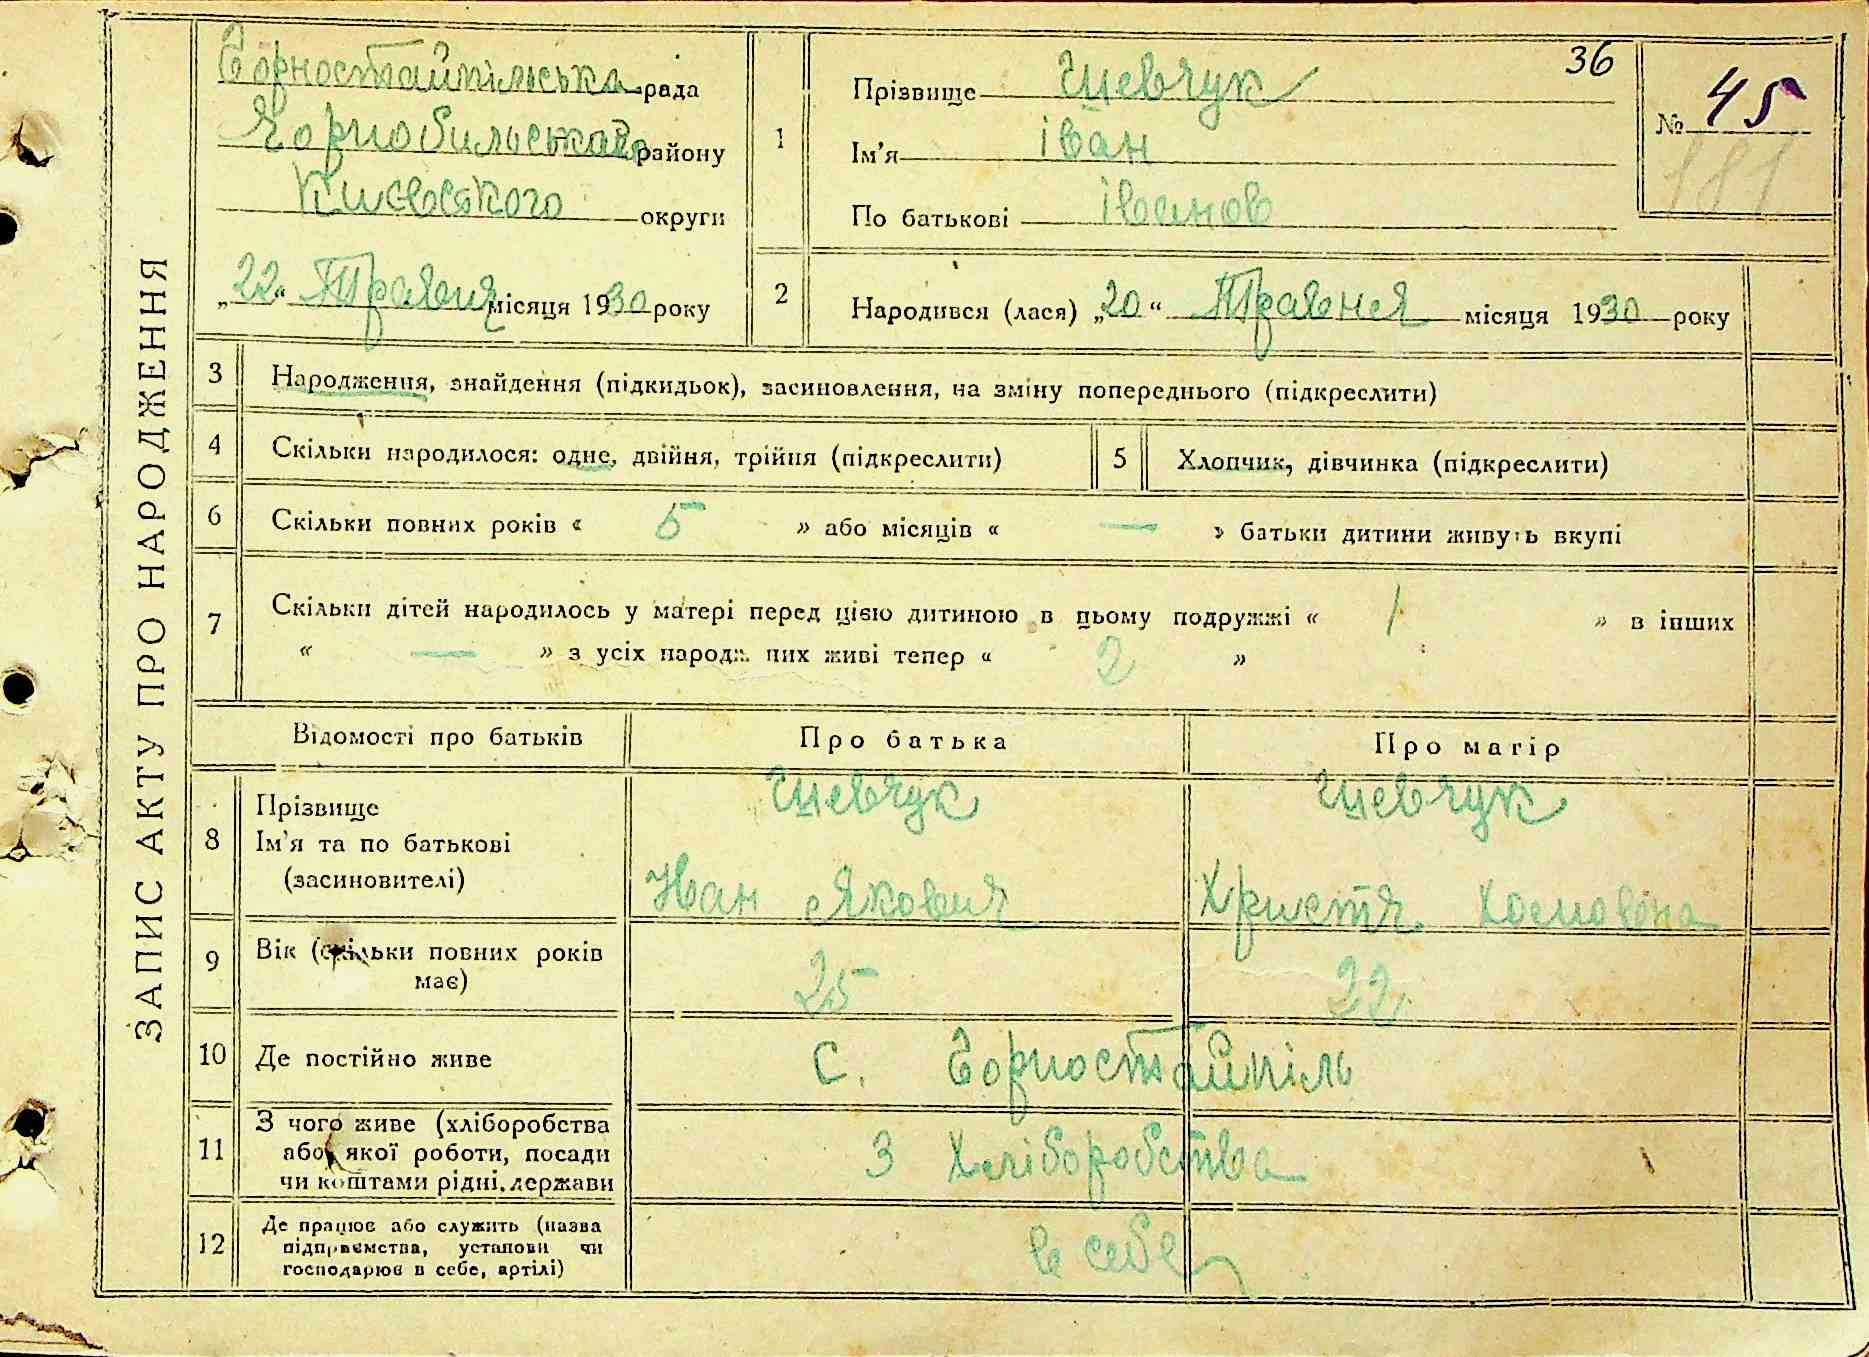 ЗАПИС АКТУ ПРО НАРОДЖЕННЯ
Горностайпільська рада
Чорнобильського району
Київського округи
„22“ Травня місяця 1930 року
36
№ 45
181
1
Прізвище Шевчук
Ім’я Іван
По батькові Іванов
2 Народився (лася) „20“ Травня місяця 1930 року
3 Народження, знайдення (підкидьок), засиновлення, на зміну попереднього (підкреслити)
4 Скільки народилося: одне, двійня, трійня (підкреслити) 5 Хлопчик, дівчинка (підкреслити)
6 Скільки повних років « 5 » або місяців « — » батьки дитини живуть вкупі
7 Скільки дітей народилось у матері перед цією дитиною в цьому подружжі « 1 » в інших
« — » з усіх народж них живі тепер « 2 »
Відомості про батьків Про батька Про матір
8 Прізвище Шевчук Шевчук
Ім’я та по батькові
(засиновителі) Иван Якович Христя
9 Вік (скільки повних років 25 22
має)
10 Де постійно живе С. Горностайпіль
11 З чого живе (хліборобства
або якої роботи, посади З Хліборобства
чи коштами рідні, держави
12 Де працює або служить (назва
підприємства, установи чи в себе
господарює в себе, артілі)